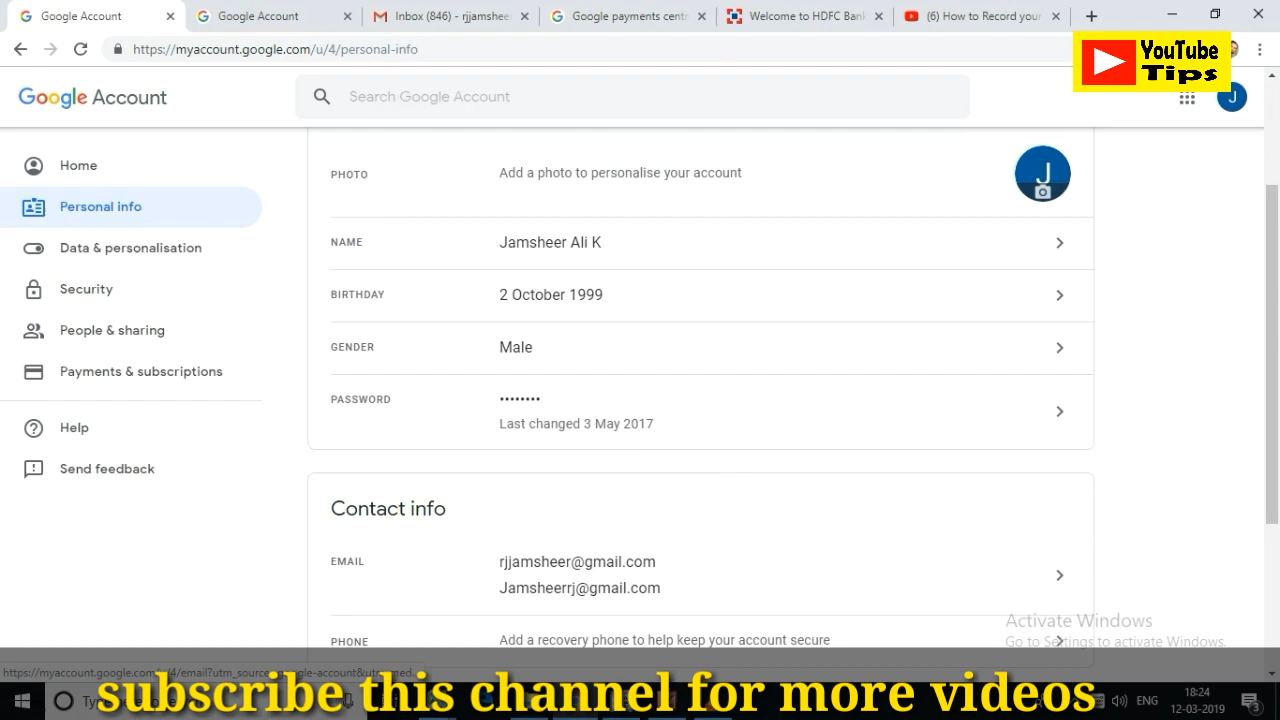 Google Account
Google Account
Inbox (846) - rjjamshee
Google payments cent
Welcome to HDFC Ban
(6) How to Record your
https://myaccount.google.com/u/4/personal-info
YouTube
Tips
Google Account
Search Google Account
J
Home
Personal info
Data & personalisation
Security
People & sharing
Payments & subscriptions
Help
Send feedback
PHOTO
Add a photo to personalise your account
J
NAME
Jamsheer Ali K
BIRTHDAY
2 October 1999
GENDER
Male
PASSWORD
••••••••
Last changed 3 May 2017
Contact info
EMAIL
rjjamsheer@gmail.com
Jamsheerrj@gmail.com
PHONE
Add a recovery phone to help keep your account secure
Activate Windows
Go to Settings to activate Windows.
subscribe this channel for more videos
ENG
18:24
12-03-2019
3